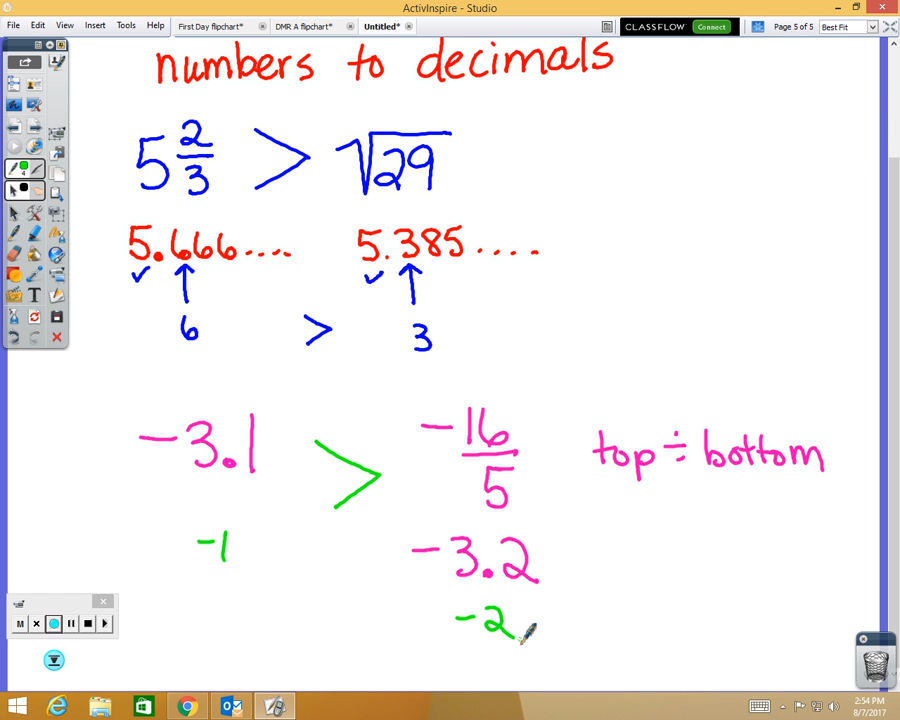 ActivInspire - Studio
File Edit View Insert Tools Help First Day flipchart* DMR A flipchart* Untitled* CLASSFLOW Connect Page 5 of 5 Best Fit
numbers to decimals
5 2/3 > √29
5.666.... 5.385.....
6 > 3
-3.1 > -16/5 top ÷ bottom
-3.2
-1
-2
4
M
2:54 PM
8/7/2017